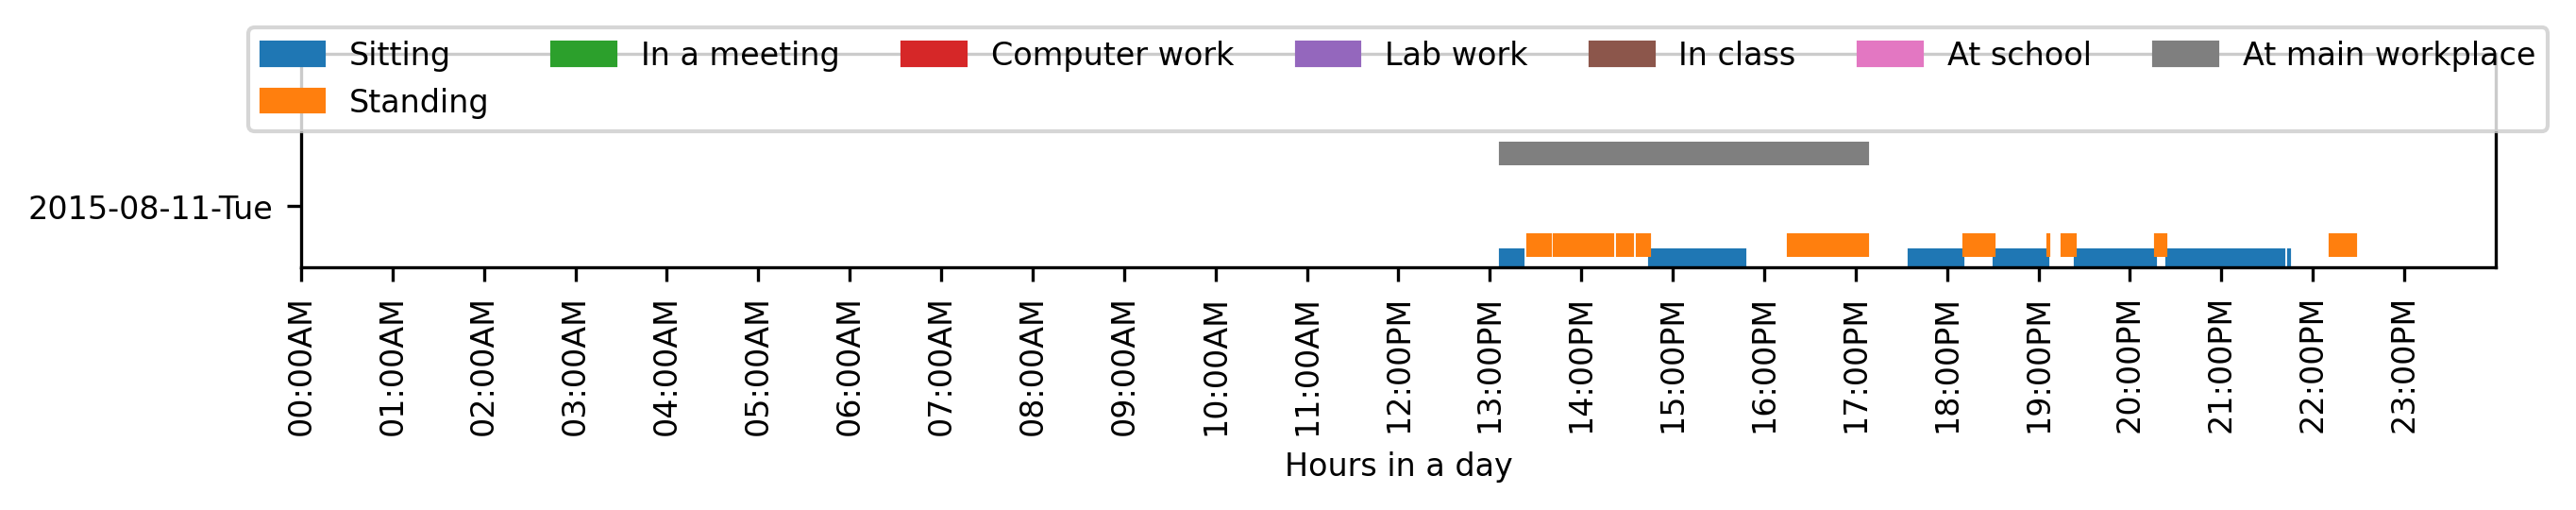 Sitting In a meeting Computer work Lab work In class At school At main workplace
Standing
2015-08-11-Tue
00:00AM 01:00AM 02:00AM 03:00AM 04:00AM 05:00AM 06:00AM 07:00AM 08:00AM 09:00AM 10:00AM 11:00AM 12:00PM 13:00PM 14:00PM 15:00PM 16:00PM 17:00PM 18:00PM 19:00PM 20:00PM 21:00PM 22:00PM 23:00PM
Hours in a day